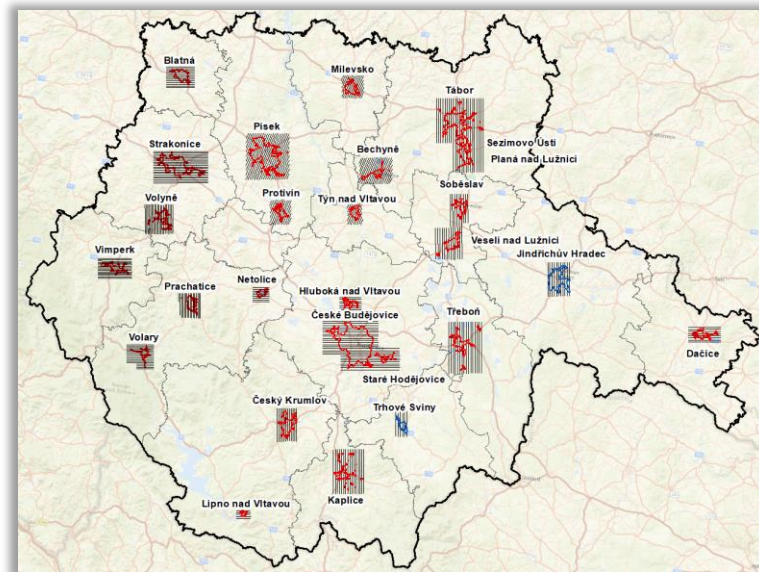 Blatná
Milevsko
Tábor
Písek
Sezimovo Ústí
Strakonice
Bechyně
Planá nad Lužnicí
Soběslav
Volyně
Protivín
Týn nad Vltavou
Veselí nad Lužnicí
Vimperk
Jindřichův Hradec
Prachatice
Netolice
Hluboká nad Vltavou
České Budějovice
Třeboň
Volary
Dačice
Staré Hodějovice
Český Krumlov
Trhové Sviny
Lipno nad Vltavou
Kaplice